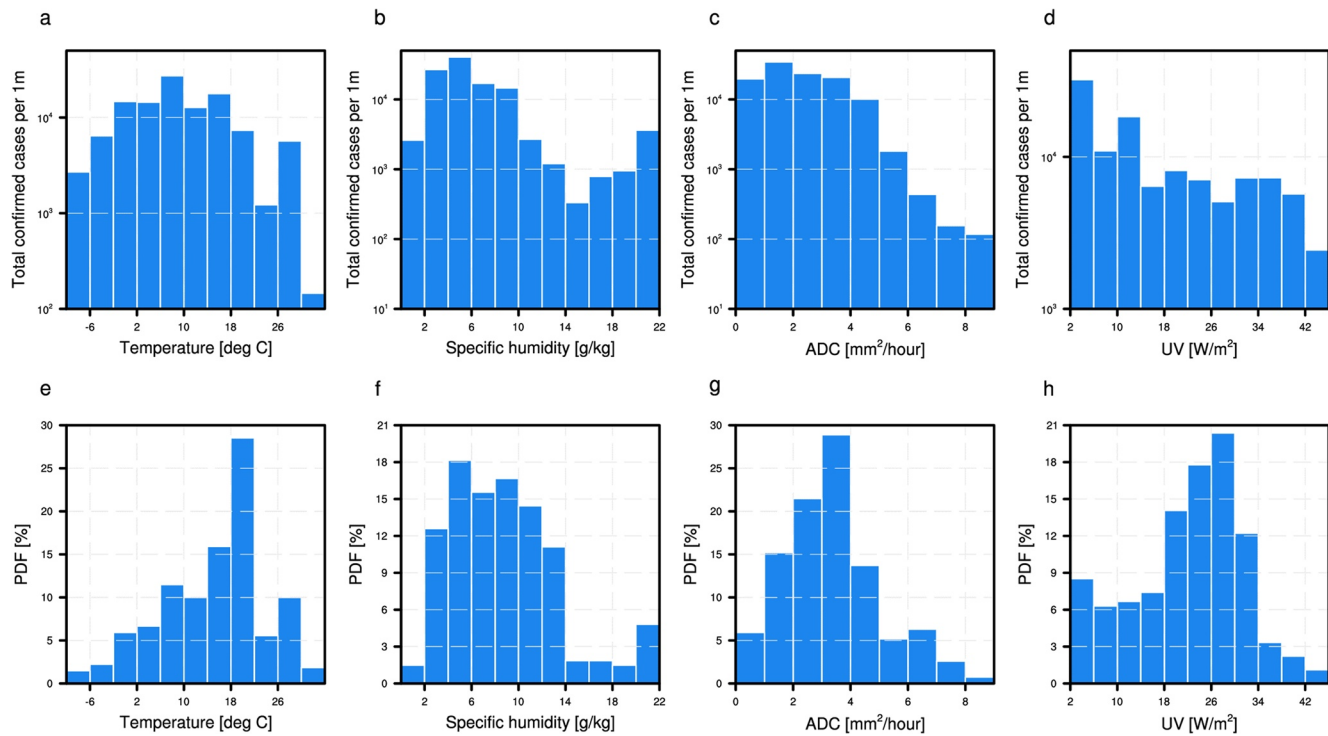 a
b
c
d
Total confirmed cases per 1m
10⁴
10³
10²
-6 2 10 18 26
Temperature [deg C]
Total confirmed cases per 1m
10⁴
10³
10²
10¹
2 6 10 14 18 22
Specific humidity [g/kg]
Total confirmed cases per 1m
10⁴
10³
10²
10¹
0 2 4 6 8
ADC [mm²/hour]
Total confirmed cases per 1m
10⁴
10³
2 10 18 26 34 42
UV [W/m²]
e
f
g
h
PDF [%]
30
25
20
15
10
5
0
-6 2 10 18 26
Temperature [deg C]
PDF [%]
21
18
15
12
9
6
3
0
2 6 10 14 18 22
Specific humidity [g/kg]
PDF [%]
30
25
20
15
10
5
0
0 2 4 6 8
ADC [mm²/hour]
PDF [%]
21
18
15
12
9
6
3
0
2 10 18 26 34 42
UV [W/m²]